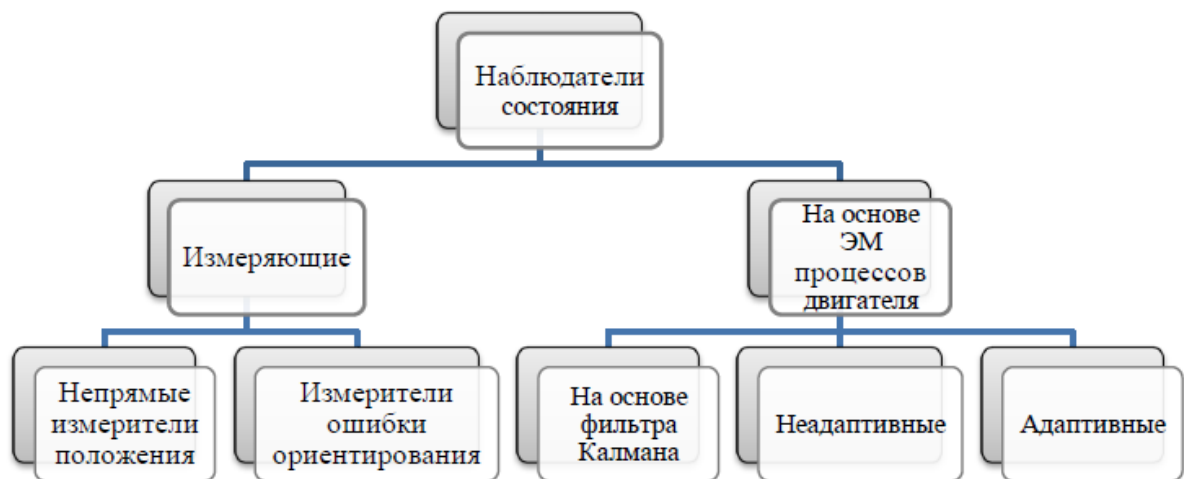 Наблюдатели
состояния
Измеряющие
На основе
ЭМ
процессов
двигателя
Непрямые
измерители
положения
Измерители
ошибки
ориентирования
На основе
фильтра
Калмана
Неадаптивные
Адаптивные